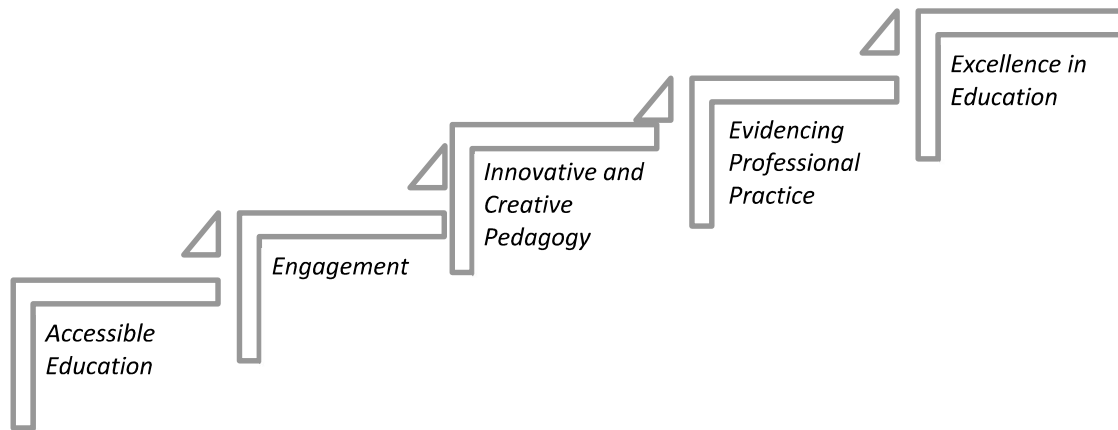 Accessible
Education
Engagement
Innovative and
Creative
Pedagogy
Evidencing
Professional
Practice
Excellence in
Education